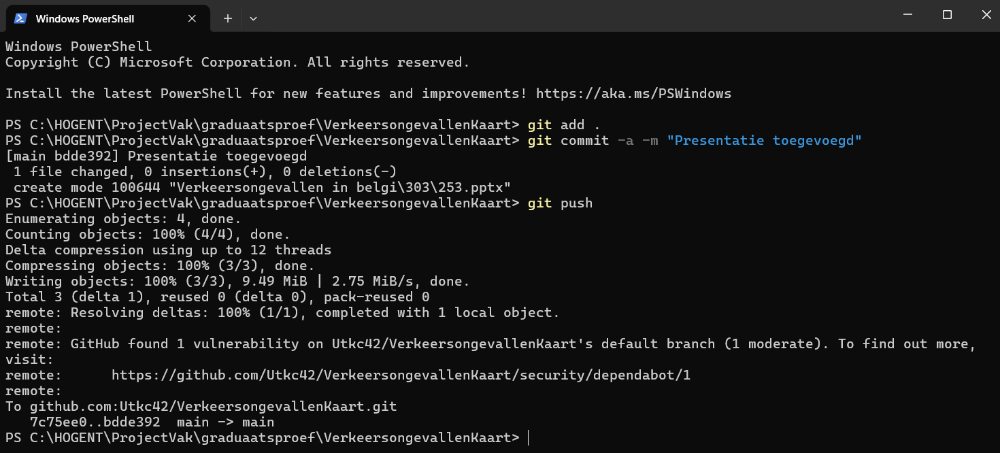 Windows PowerShell
Windows PowerShell
Copyright (C) Microsoft Corporation. All rights reserved.
Install the latest PowerShell for new features and improvements! https://aka.ms/PSWindows
PS C:\HOGENT\ProjectVak\graduaatsproef\VerkeersongevallenKaart> git add .
PS C:\HOGENT\ProjectVak\graduaatsproef\VerkeersongevallenKaart> git commit -a -m "Presentatie toegevoegd"
[main bdde392] Presentatie toegevoegd
 1 file changed, 0 insertions(+), 0 deletions(-)
 create mode 100644 "Verkeersongevallen in belgi\303\253.pptx"
PS C:\HOGENT\ProjectVak\graduaatsproef\VerkeersongevallenKaart> git push
Enumerating objects: 4, done.
Counting objects: 100% (4/4), done.
Delta compression using up to 12 threads
Compressing objects: 100% (3/3), done.
Writing objects: 100% (3/3), 9.49 MiB | 2.75 MiB/s, done.
Total 3 (delta 1), reused 0 (delta 0), pack-reused 0
remote: Resolving deltas: 100% (1/1), completed with 1 local object.
remote:
remote: GitHub found 1 vulnerability on Utkc42/VerkeersongevallenKaart's default branch (1 moderate). To find out more,
visit:
remote:      https://github.com/Utkc42/VerkeersongevallenKaart/security/dependabot/1
remote:
To github.com:Utkc42/VerkeersongevallenKaart.git
   7c75ee0..bdde392  main -> main
PS C:\HOGENT\ProjectVak\graduaatsproef\VerkeersongevallenKaart>